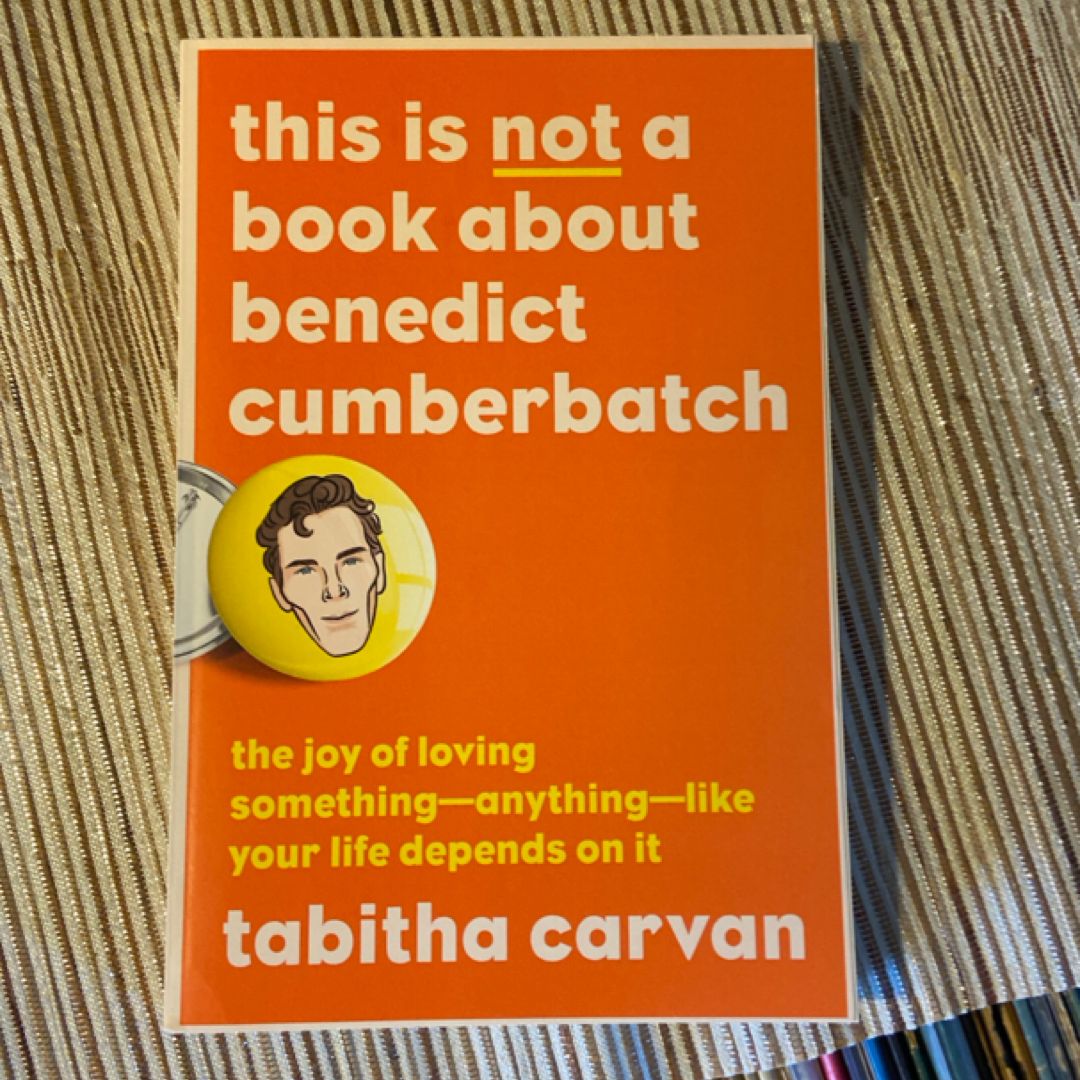 this is not a
book about
benedict
cumberbatch
the joy of loving
something—anything—like
your life depends on it
tabitha carvan